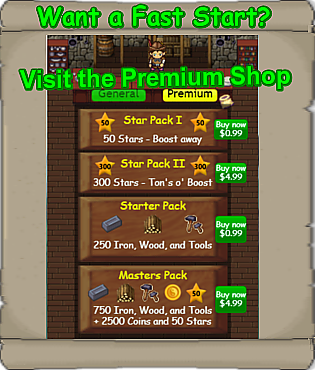 Want a Fast Start?
Visit the Premium Shop
General
Premium
50
Star Pack I
50
50 Stars - Boost away
Buy now
$0.99
300
Star Pack II
300
300 Stars - Ton's o' Boost
Buy now
$4.99
Starter Pack
250 Iron, Wood, and Tools
Buy now
$0.99
Masters Pack
50
750 Iron, Wood, and Tools
+ 2500 Coins and 50 Stars
Buy now
$4.99